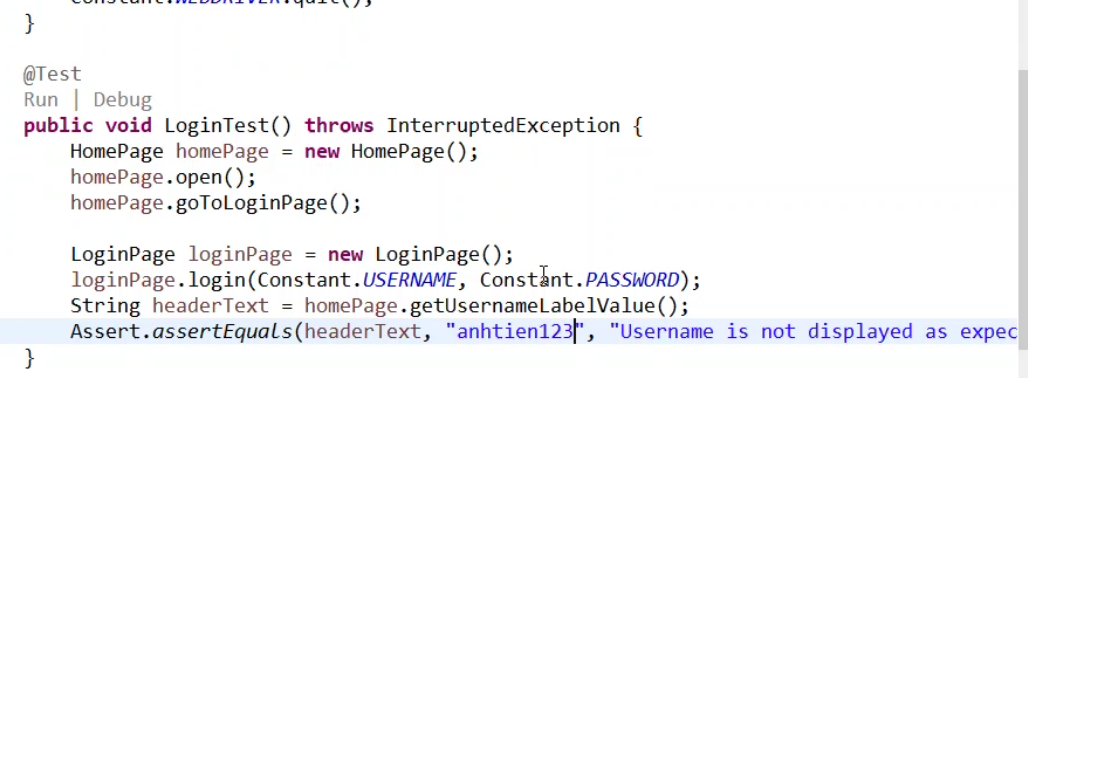 Constant.WEBDRIVER.quit();
}
@Test
Run | Debug
public void LoginTest() throws InterruptedException {
HomePage homePage = new HomePage();
homePage.open();
homePage.goToLoginPage();
LoginPage loginPage = new LoginPage();
loginPage.login(Constant.USERNAME, Constant.PASSWORD);
String headerText = homePage.getUsernameLabelValue();
Assert.assertEquals(headerText, "anhtien123", "Username is not displayed as expec
}